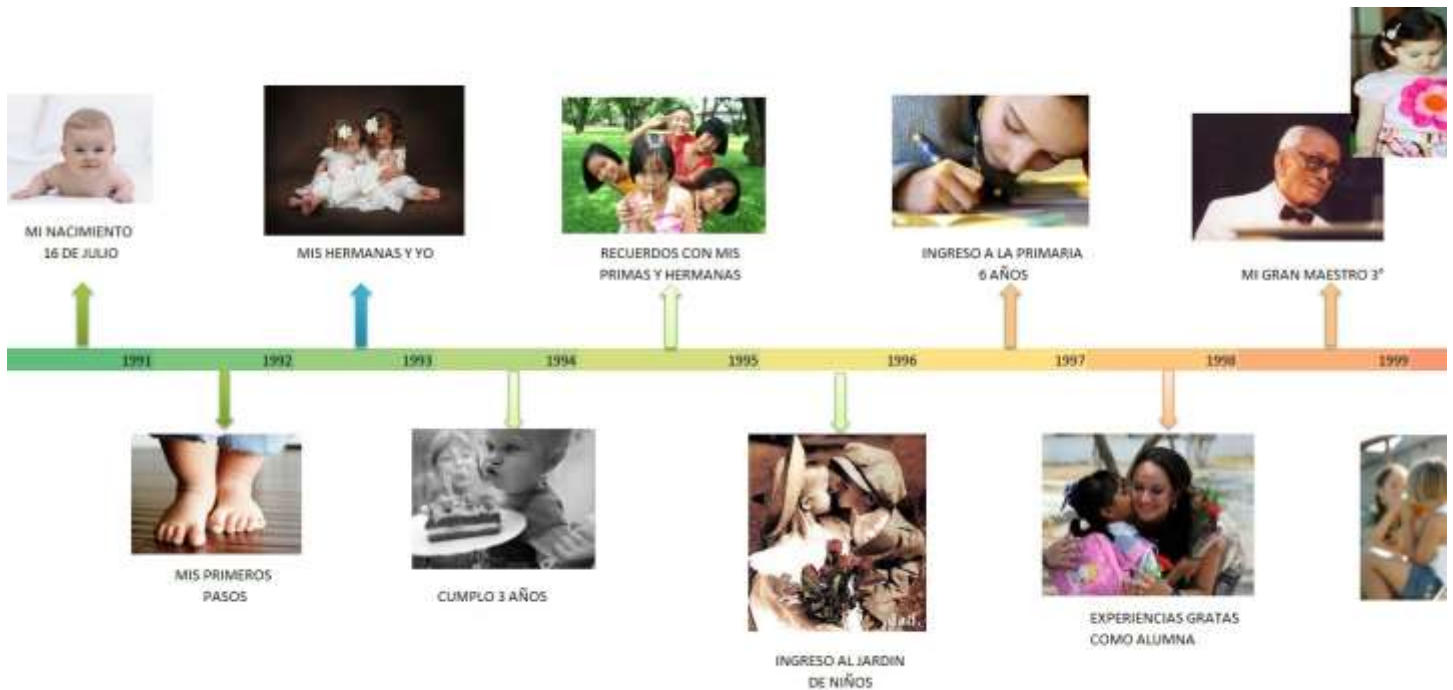 MI NACIMIENTO
16 DE JULIO
MIS HERMANAS Y YO
RECUERDOS CON MIS
PRIMAS Y HERMANAS
INGRESO A LA PRIMARIA
6 AÑOS
MI GRAN MAESTRO 3°
1991 1992 1993 1994 1995 1996 1997 1998 1999
MIS PRIMEROS
PASOS
CUMPLO 3 AÑOS
INGRESO AL JARDIN
DE NIÑOS
EXPERIENCIAS GRATAS
COMO ALUMNA